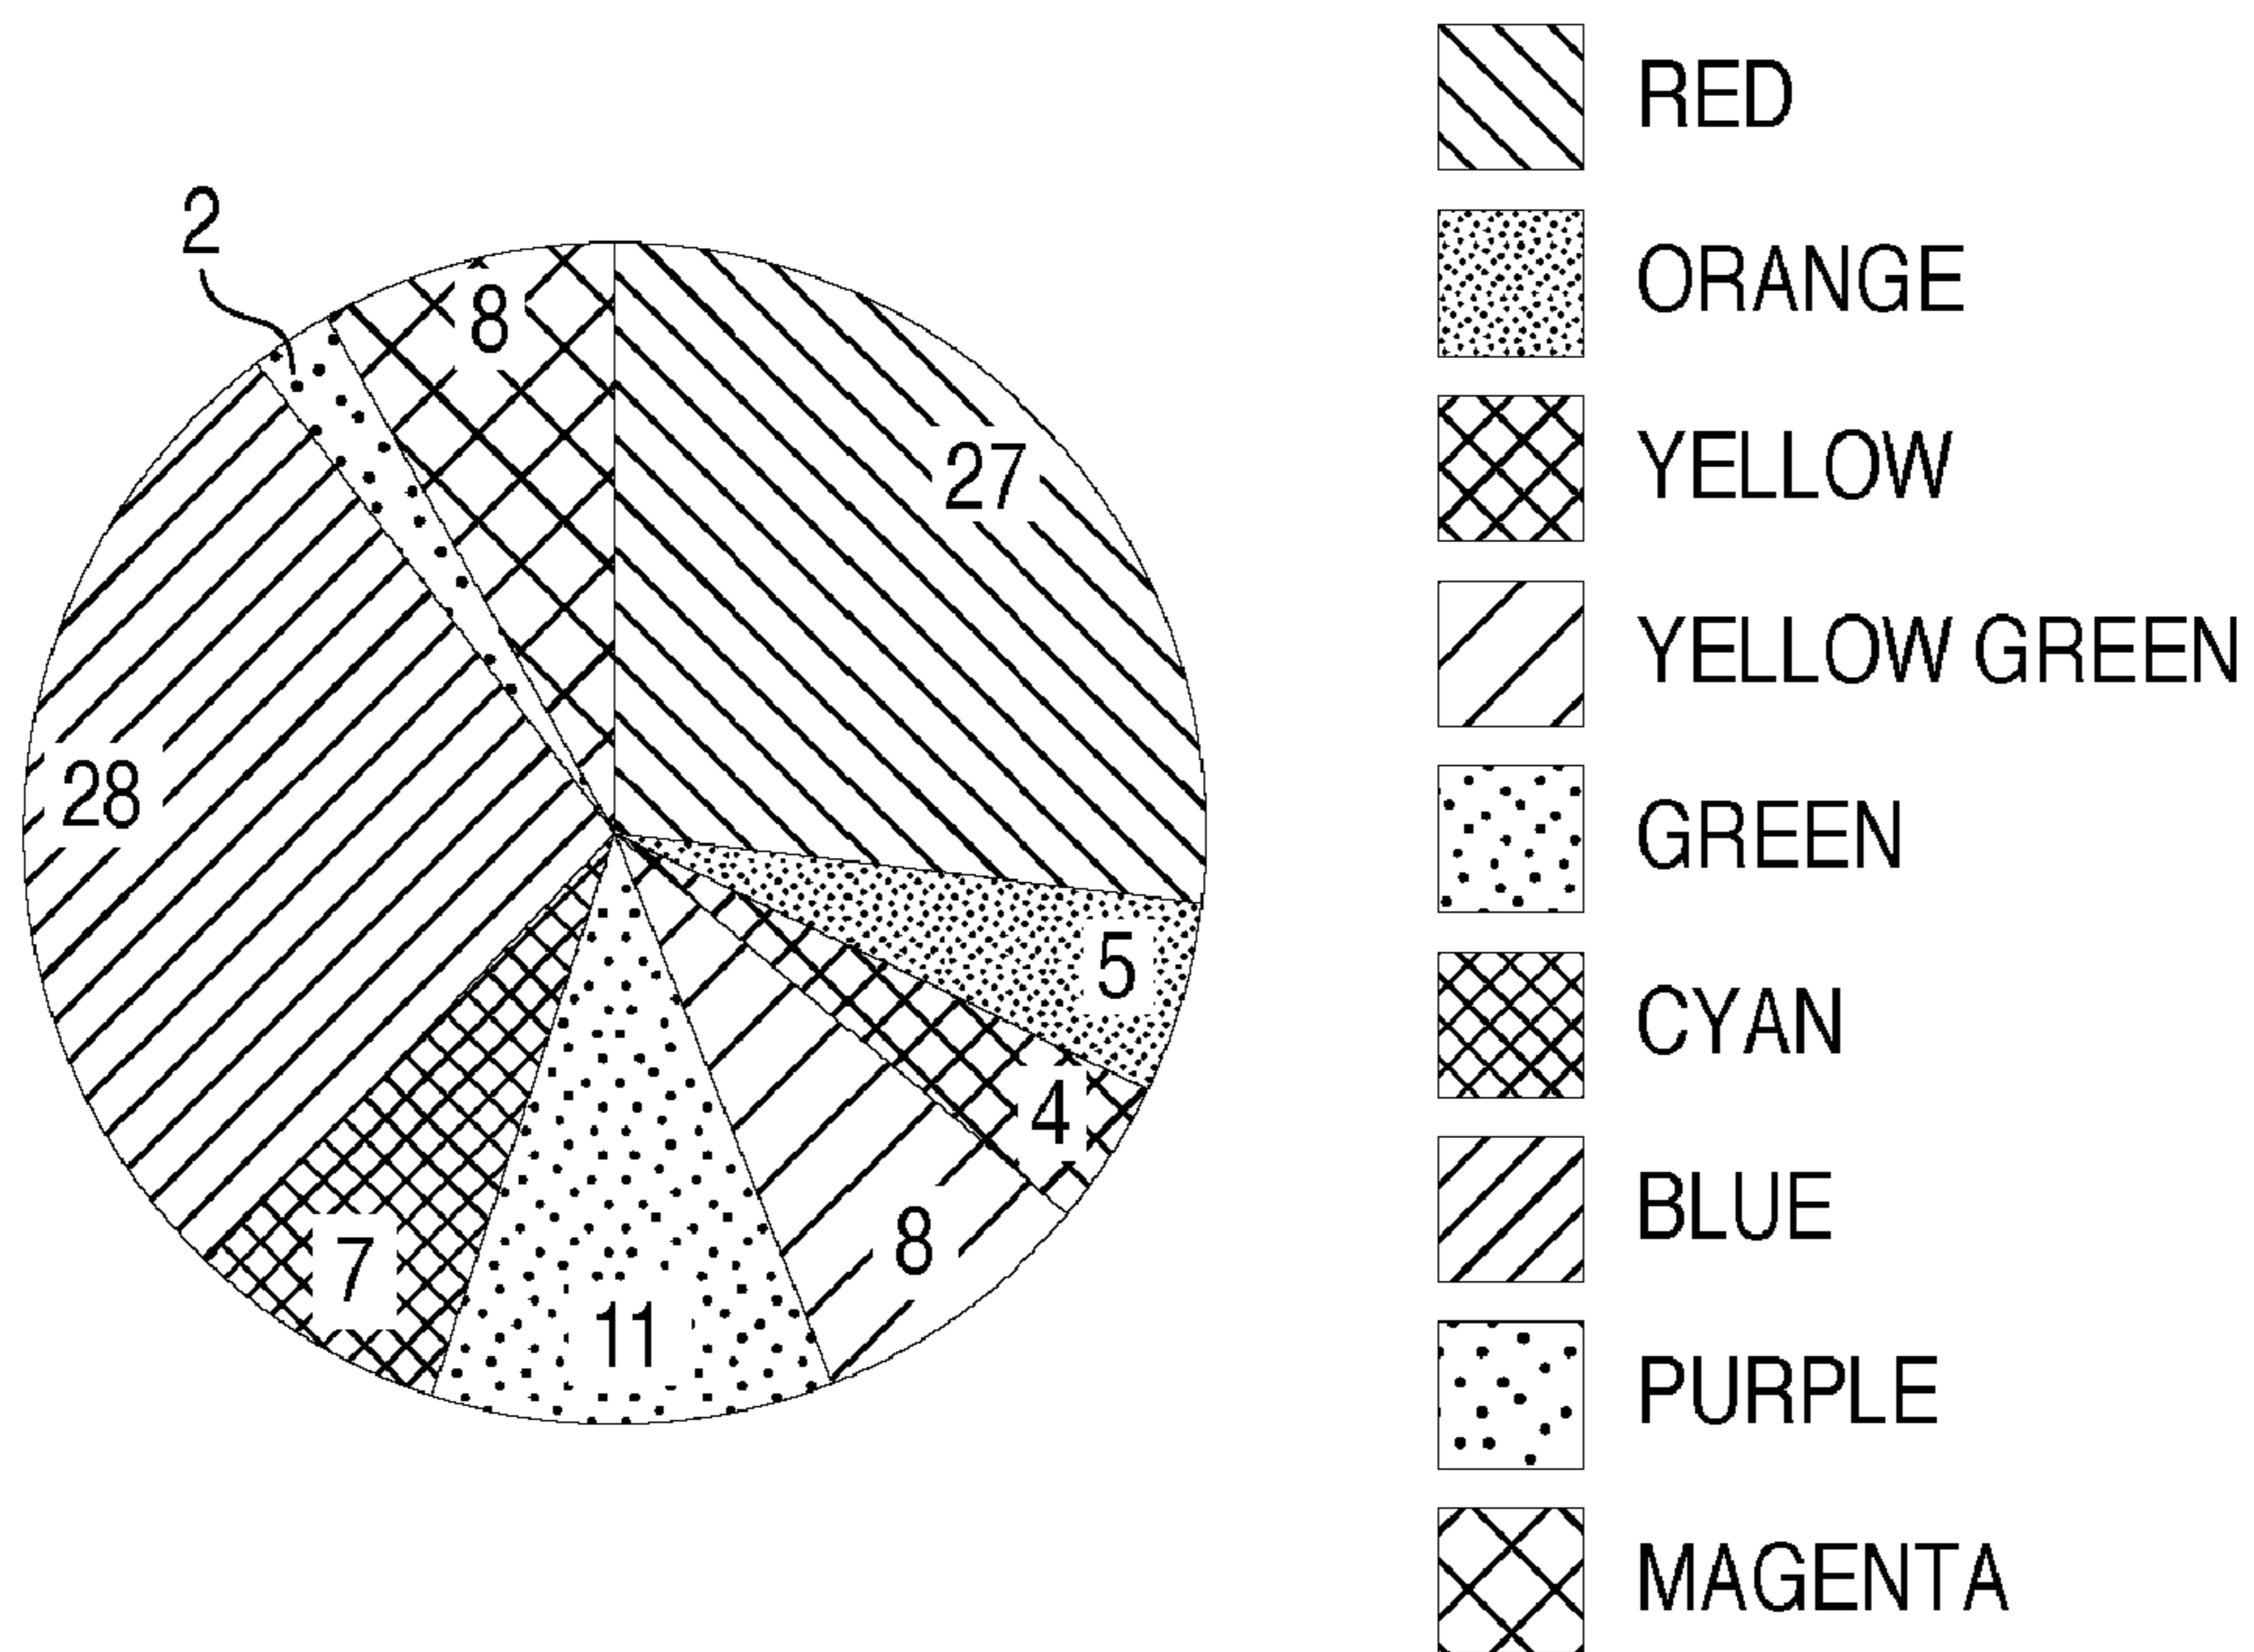 2
8
27
28
5
4
8
7
11
RED
ORANGE
YELLOW
YELLOW GREEN
GREEN
CYAN
BLUE
PURPLE
MAGENTA